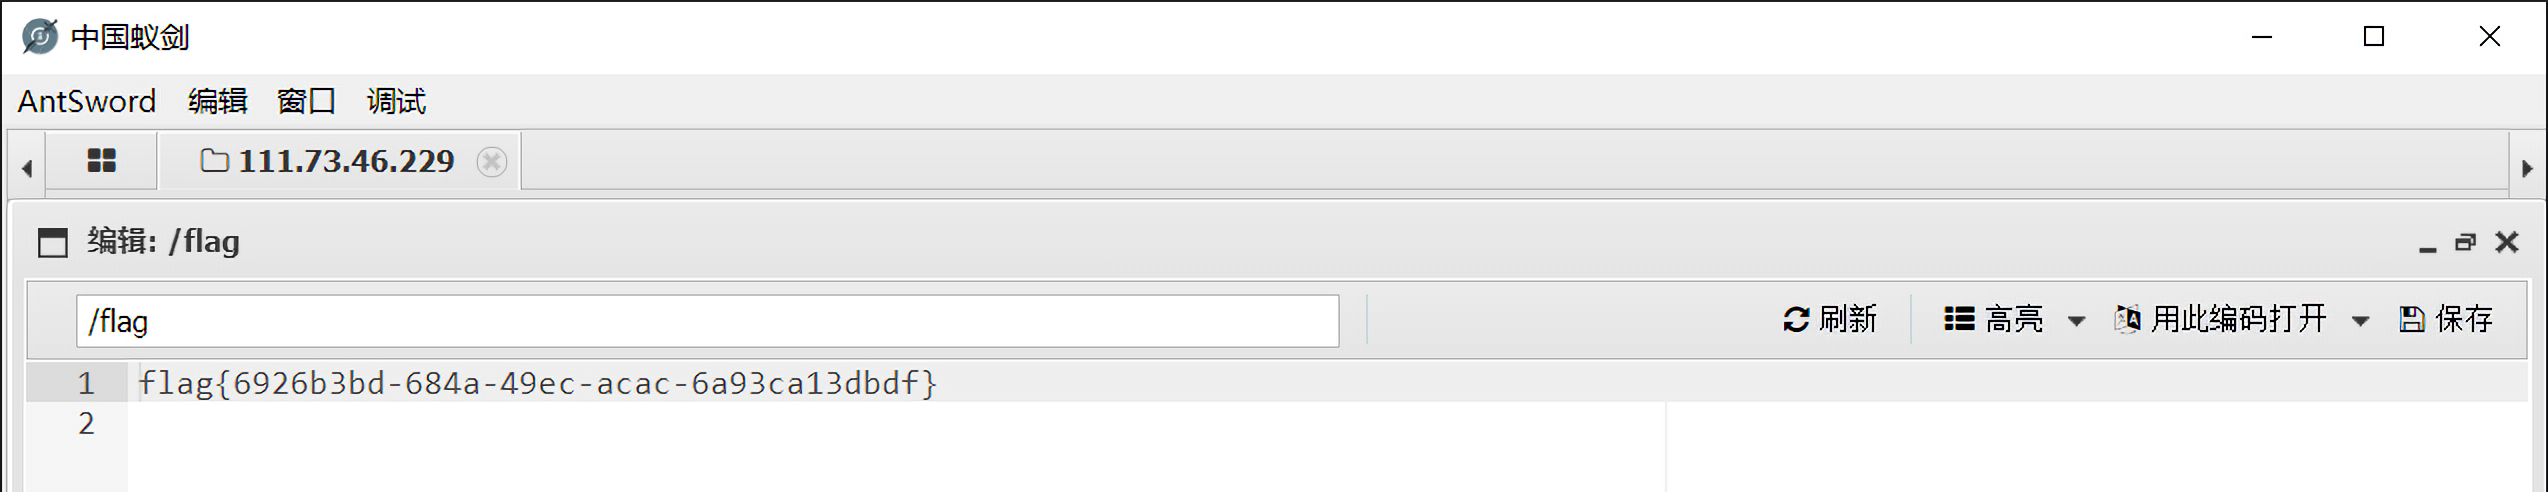 中国蚁剑
AntSword 编辑 窗口 调试
111.73.46.229
编辑: /flag
/flag 刷新 高亮 用此编码打开 保存
1 flag{6926b3bd-684a-49ec-acac-6a93ca13dbdf}
2